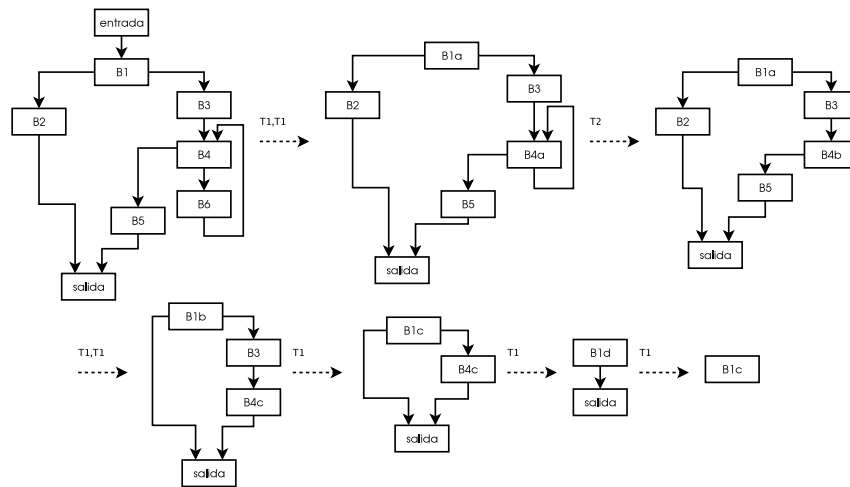 entrada
B1
B2
B3
B4
B5
B6
salida
T1,T1
B1a
B2
B3
B4a
B5
salida
T2
B1a
B2
B3
B4b
B5
salida
T1,T1
B1b
B3
B4c
salida
T1
B1c
B4c
salida
T1
B1d
salida
T1
B1c